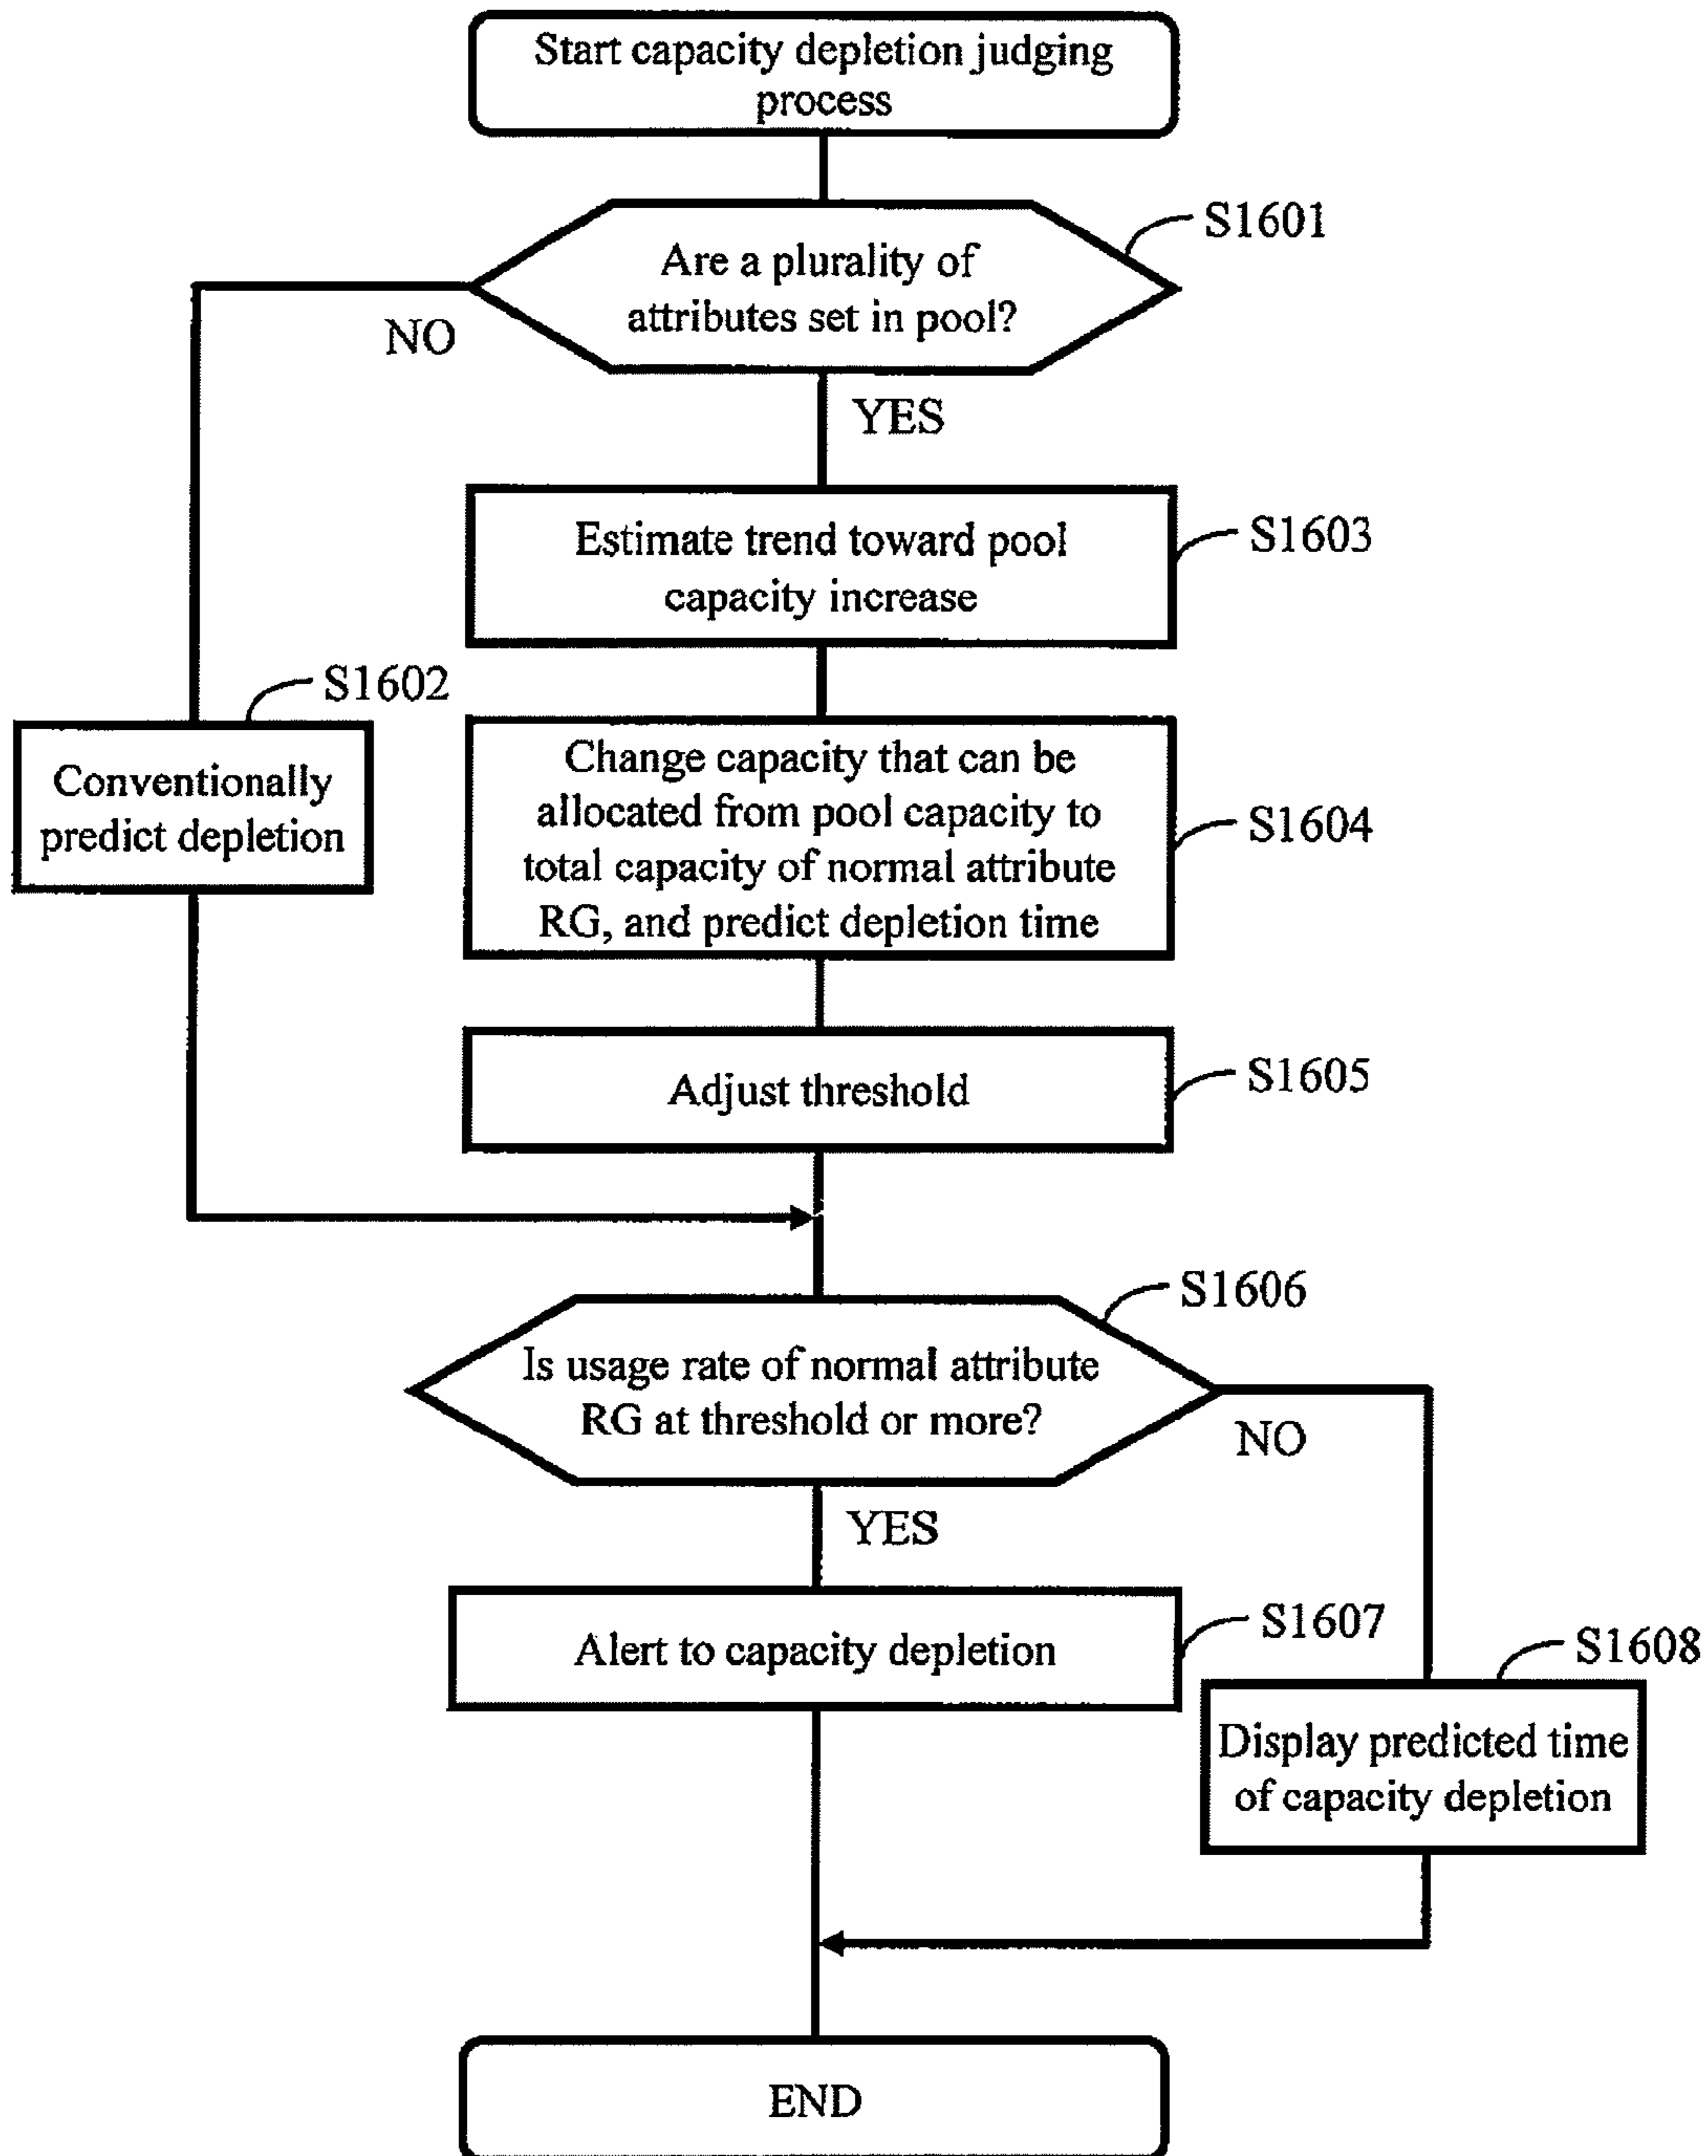 Start capacity depletion judging
process
S1601
Are a plurality of
attributes set in pool?
NO
YES
Estimate trend toward pool
capacity increase
S1603
S1602
Conventionally
predict depletion
Change capacity that can be
allocated from pool capacity to
total capacity of normal attribute
RG, and predict depletion time
S1604
Adjust threshold
S1605
S1606
Is usage rate of normal attribute
RG at threshold or more?
NO
YES
Alert to capacity depletion
S1607
S1608
Display predicted time
of capacity depletion
END